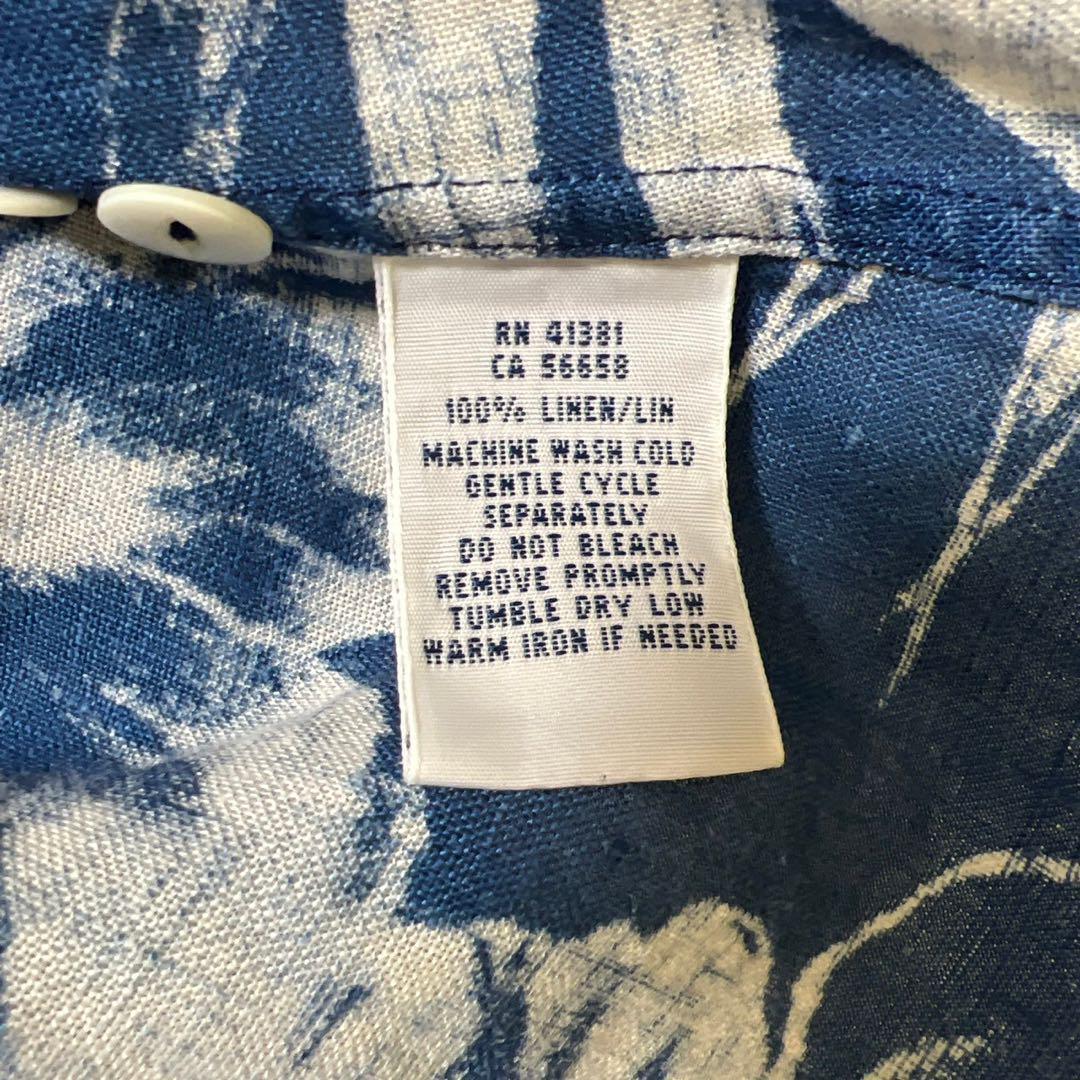 RN 41381
CA 56658
100% LINEN/LIN
MACHINE WASH COLD
GENTLE CYCLE
SEPARATELY
DO NOT BLEACH
REMOVE PROMPTLY
TUMBLE DRY LOW
WARM IRON IF NEEDED